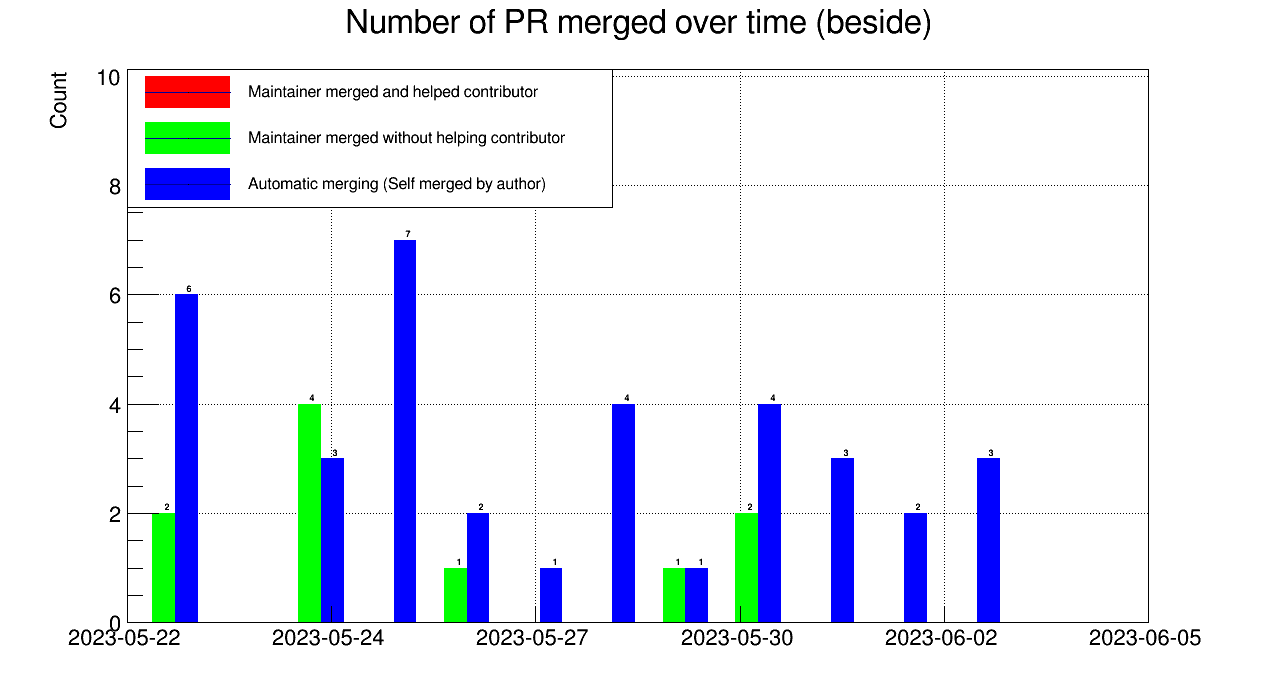 Number of PR merged over time (beside)
Count
10
8
6
4
2
0
Maintainer merged and helped contributor
Maintainer merged without helping contributor
Automatic merging (Self merged by author)
2 6 4 3 7 1 2 1 4 1 1 2 4 3 2 3
2023-05-22 2023-05-24 2023-05-27 2023-05-30 2023-06-02 2023-06-05